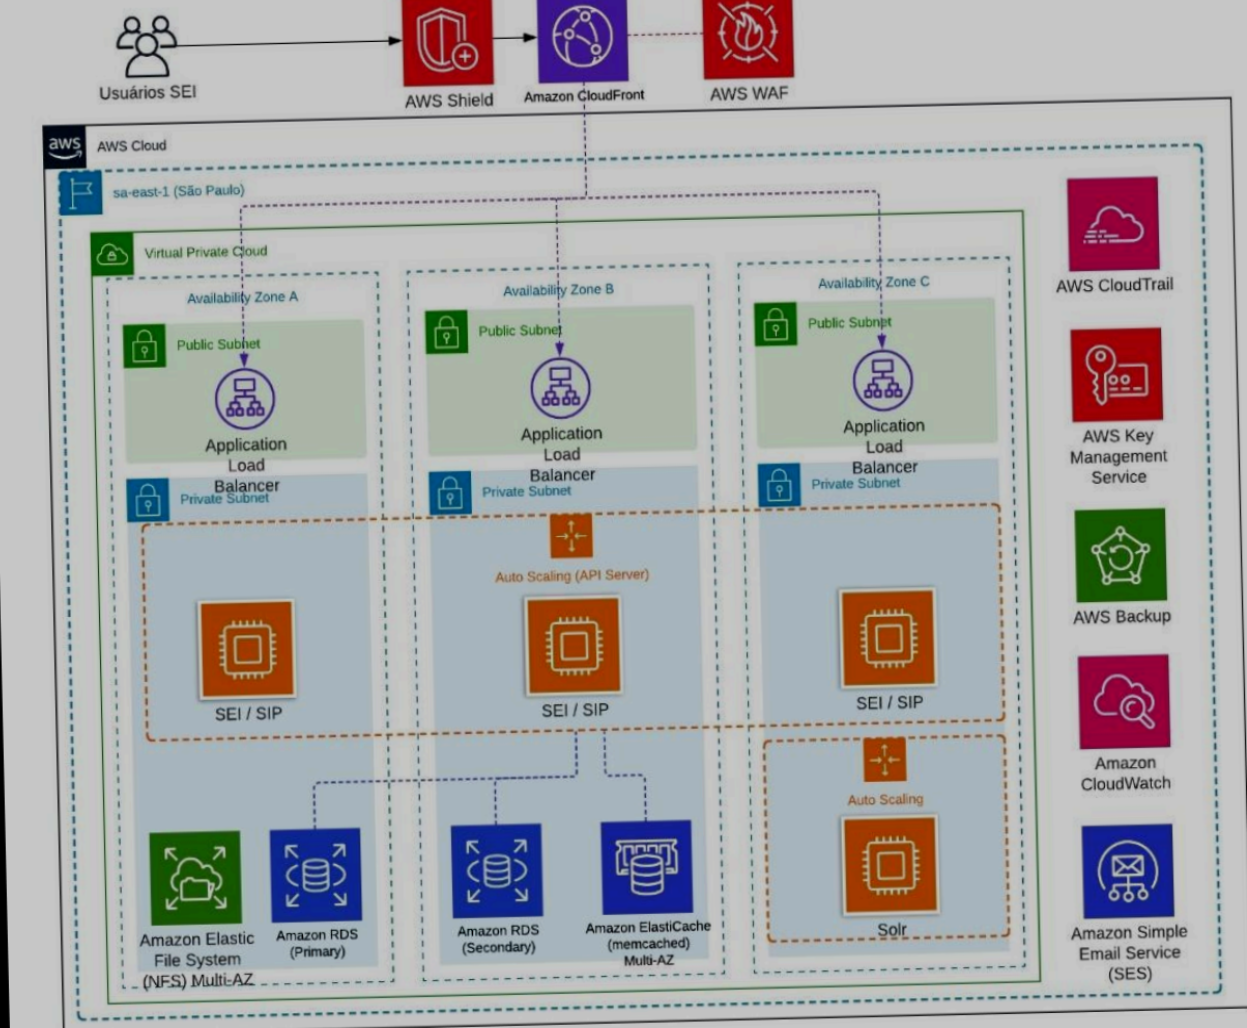 Usuários SEI
AWS Shield
Amazon CloudFront
AWS WAF
aws
AWS Cloud
sa-east-1 (São Paulo)
Virtual Private Cloud
Availability Zone A
Availability Zone B
Availability Zone C
Public Subnet
Public Subnet
Public Subnet
Application
Load
Balancer
Application
Load
Balancer
Application
Load
Balancer
Private Subnet
Private Subnet
Private Subnet
Auto Scaling (API Server)
SEI / SIP
SEI / SIP
SEI / SIP
Auto Scaling
Solr
Amazon Elastic
File System
(NFS) Multi-AZ
Amazon RDS
(Primary)
Amazon RDS
(Secondary)
Amazon ElastiCache
(memcached)
Multi-AZ
AWS CloudTrail
AWS Key
Management
Service
AWS Backup
Amazon
CloudWatch
Amazon Simple
Email Service
(SES)